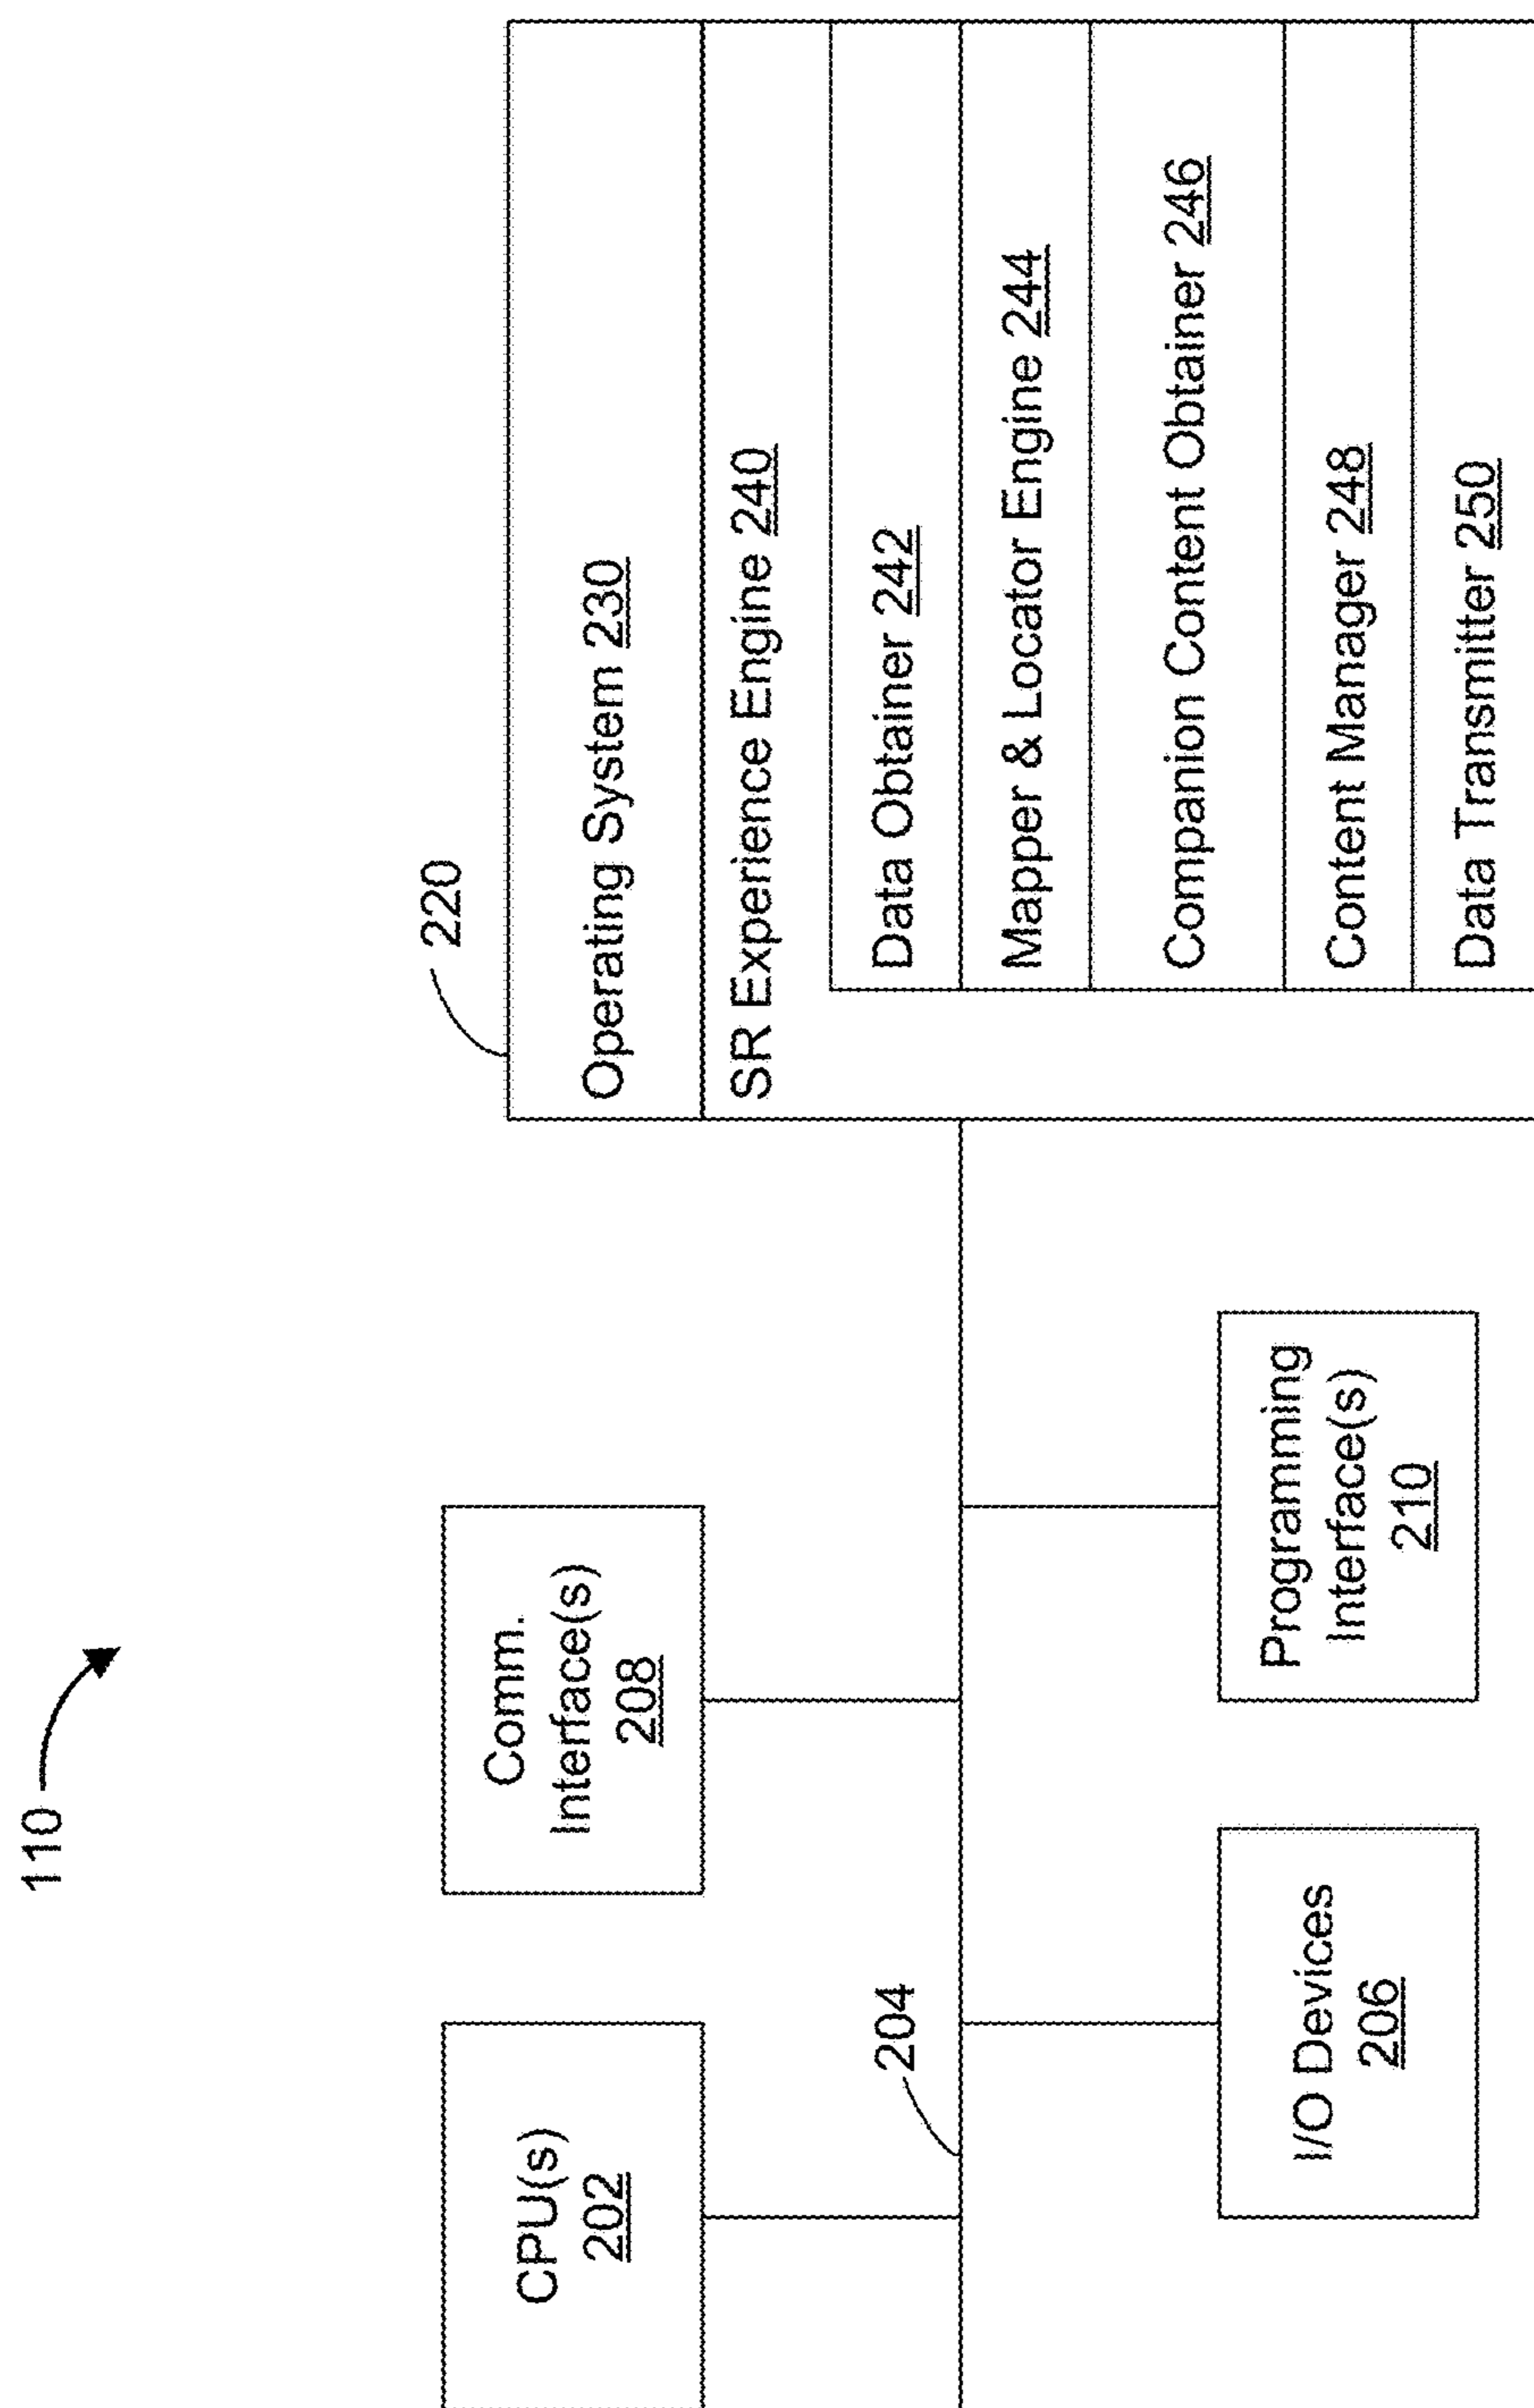 110
CPU(s)
202
Comm.
Interface(s)
208
204
I/O Devices
206
Programming
Interface(s)
210
220
Operating System 230
SR Experience Engine 240
Data Obtainer 242
Mapper & Locator Engine 244
Companion Content Obtainer 246
Content Manager 248
Data Transmitter 250